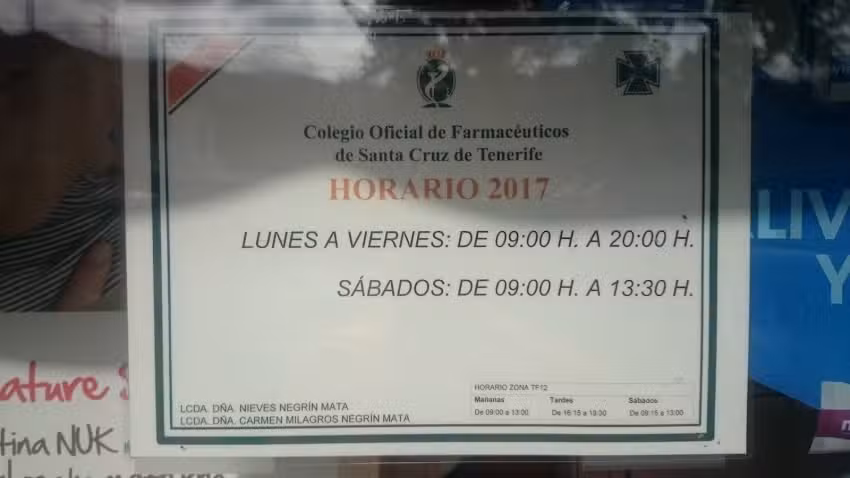 Colegio Oficial de Farmacéuticos
de Santa Cruz de Tenerife
HORARIO 2017
LUNES A VIERNES: DE 09:00 H. A 20:00 H.
SÁBADOS: DE 09:00 H. A 13:30 H.
LCDA. DÑA. NIEVES NEGRÍN MATA
LCDA. DÑA. CARMEN MILAGROS NEGRÍN MATA
HORARIO ZONA TF12
Mañanas Tardes Sábados
De 09:00 a 13:00 De 16:15 a 19:30 De 09:15 a 13:00
ature
tina NUK
LIV
Y